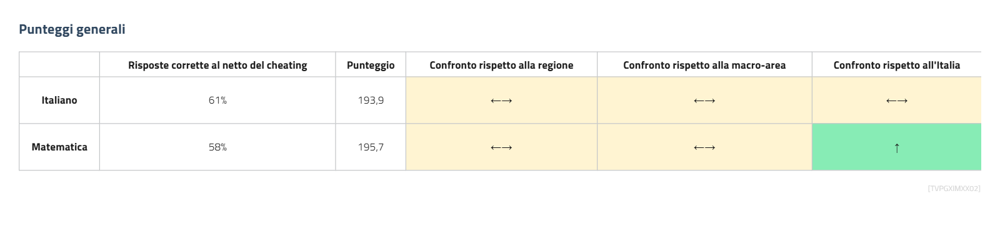 Punteggi generali
Risposte corrette al netto del cheating Punteggio Confronto rispetto alla regione Confronto rispetto alla macro-area Confronto rispetto all'Italia
Italiano 61% 193,9 ←→ ←→ ←→
Matematica 58% 195,7 ←→ ←→ ↑
[TVPGXIMXX02]